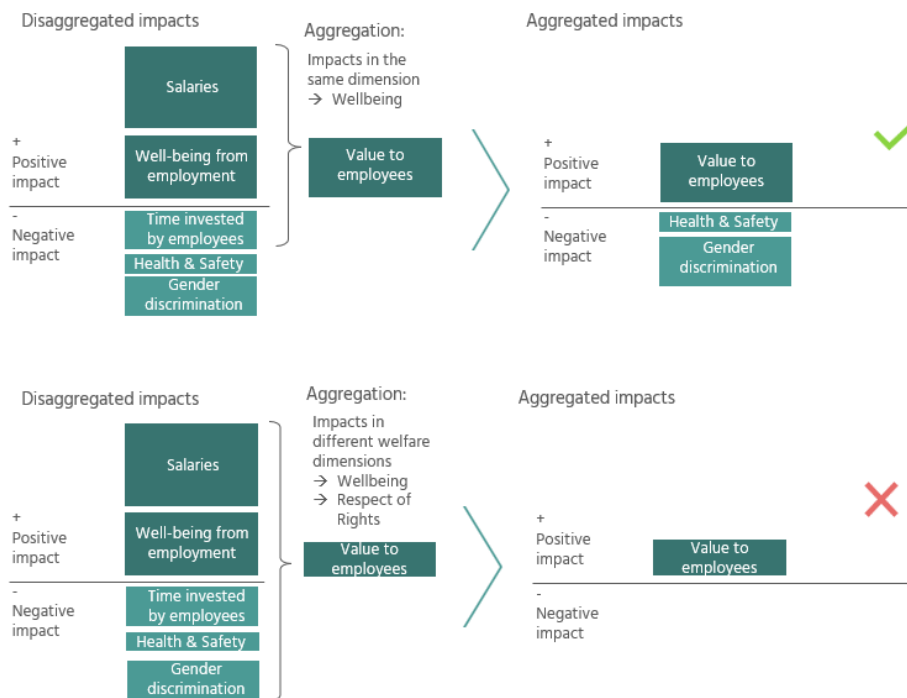 Disaggregated impacts
Salaries
+
Positive
impact
Well-being from
employment
-
Negative
impact
Time invested
by employees
Health & Safety
Gender
discrimination
Aggregation:
Impacts in the
same dimension
→ Wellbeing
Value to
employees
Aggregated impacts
+
Positive
impact
Value to
employees
-
Negative
impact
Health & Safety
Gender
discrimination
Disaggregated impacts
Salaries
+
Positive
impact
Well-being from
employment
-
Negative
impact
Time invested
by employees
Health & Safety
Gender
discrimination
Aggregation:
Impacts in
different welfare
dimensions
→ Wellbeing
→ Respect of
Rights
Value to
employees
Aggregated impacts
+
Positive
impact
Value to
employees
-
Negative
impact